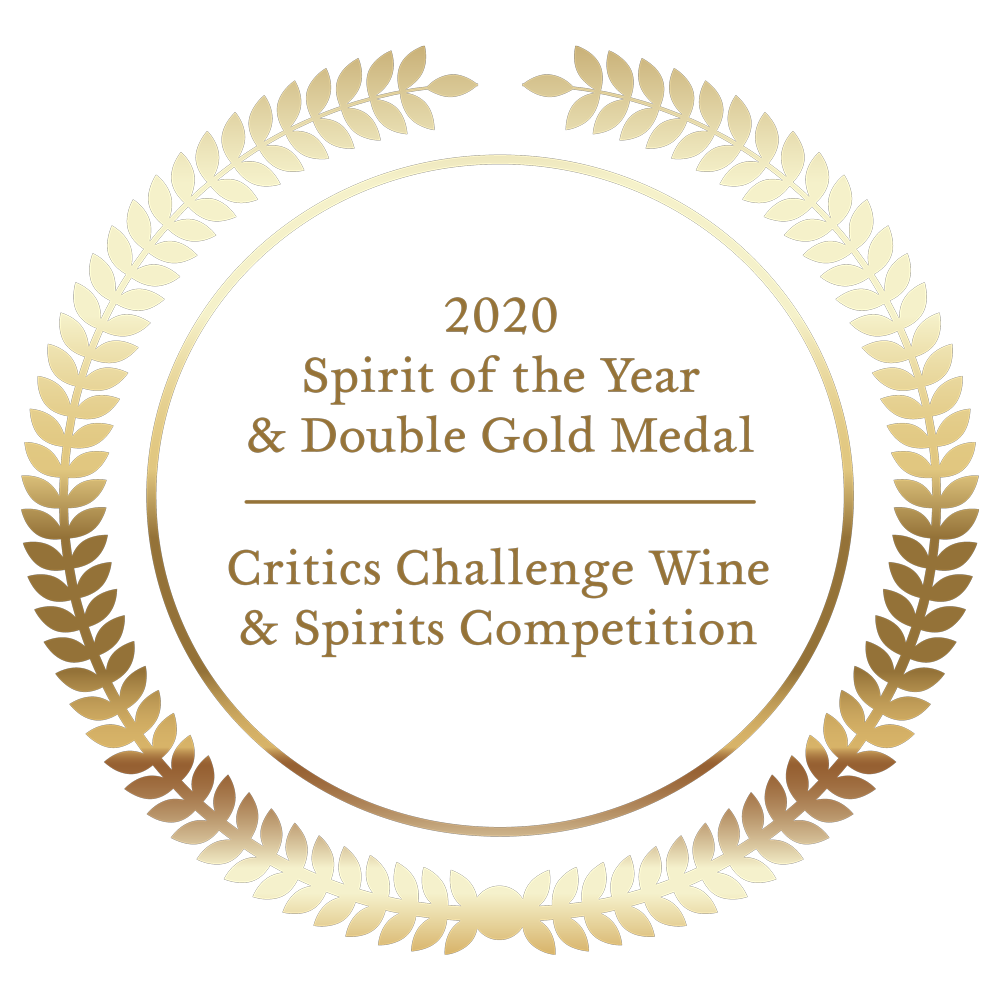 2020
Spirit of the Year
& Double Gold Medal
Critics Challenge Wine
& Spirits Competition